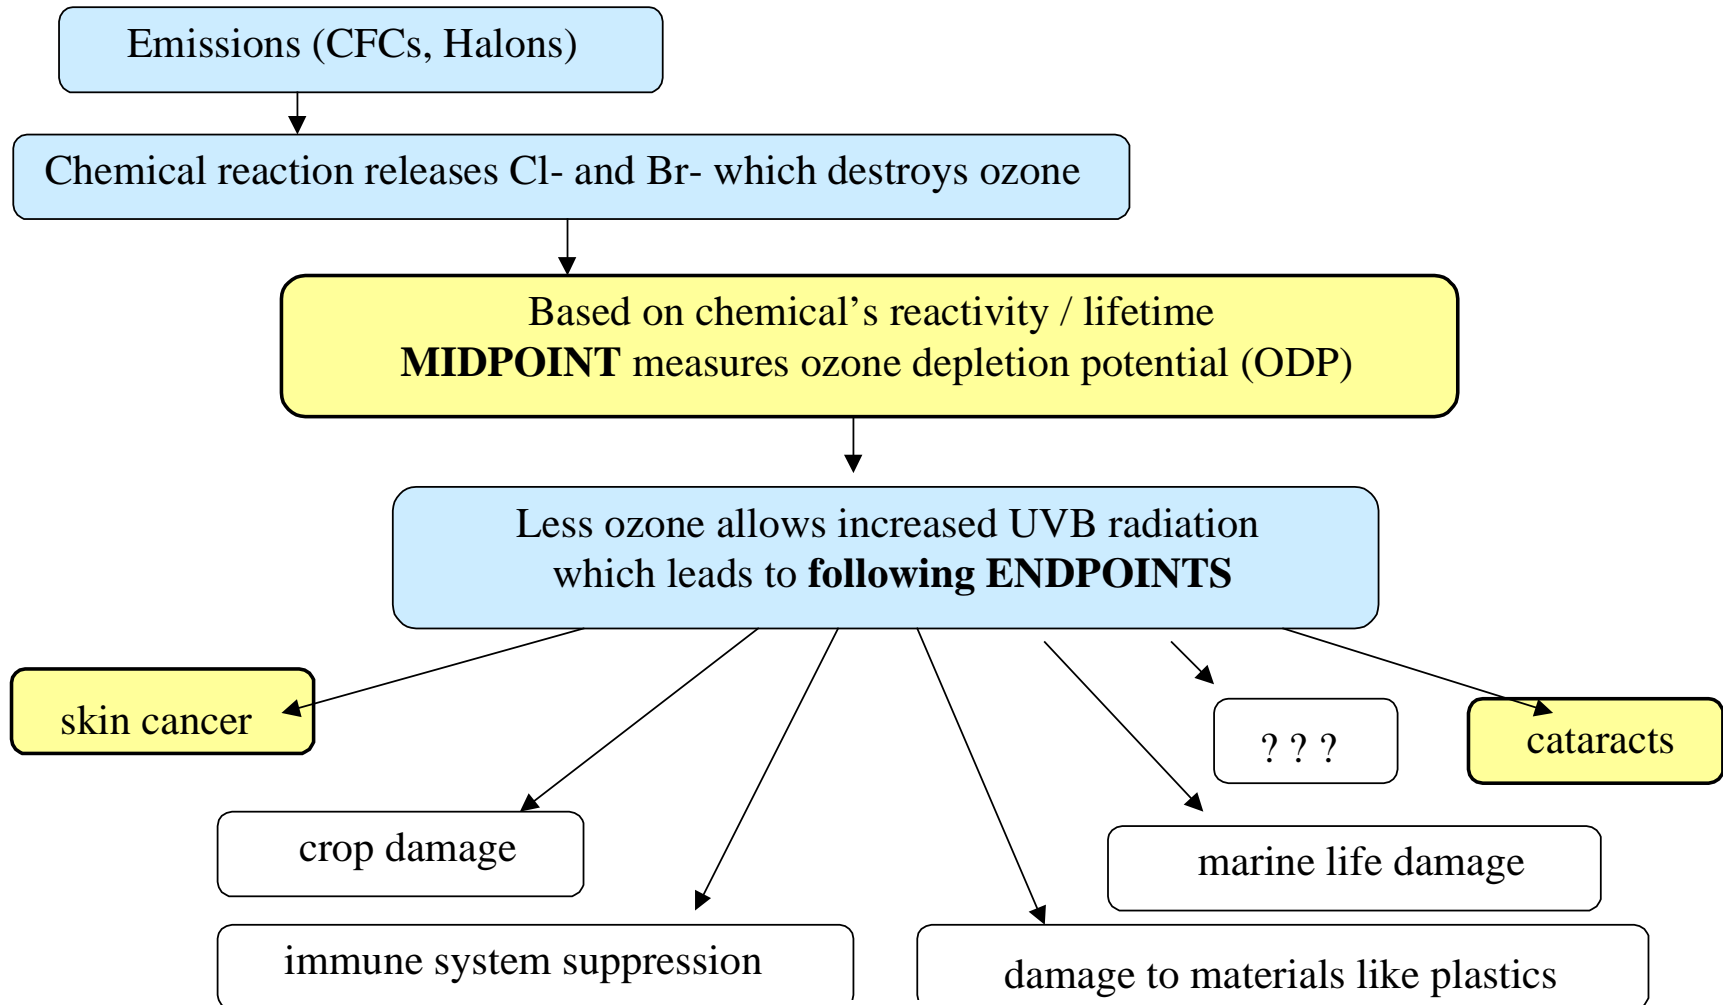 Emissions (CFCs, Halons)
Chemical reaction releases Cl- and Br- which destroys ozone
Based on chemical’s reactivity / lifetime
MIDPOINT measures ozone depletion potential (ODP)
Less ozone allows increased UVB radiation
which leads to following ENDPOINTS
skin cancer
? ? ?
cataracts
crop damage
marine life damage
immune system suppression
damage to materials like plastics